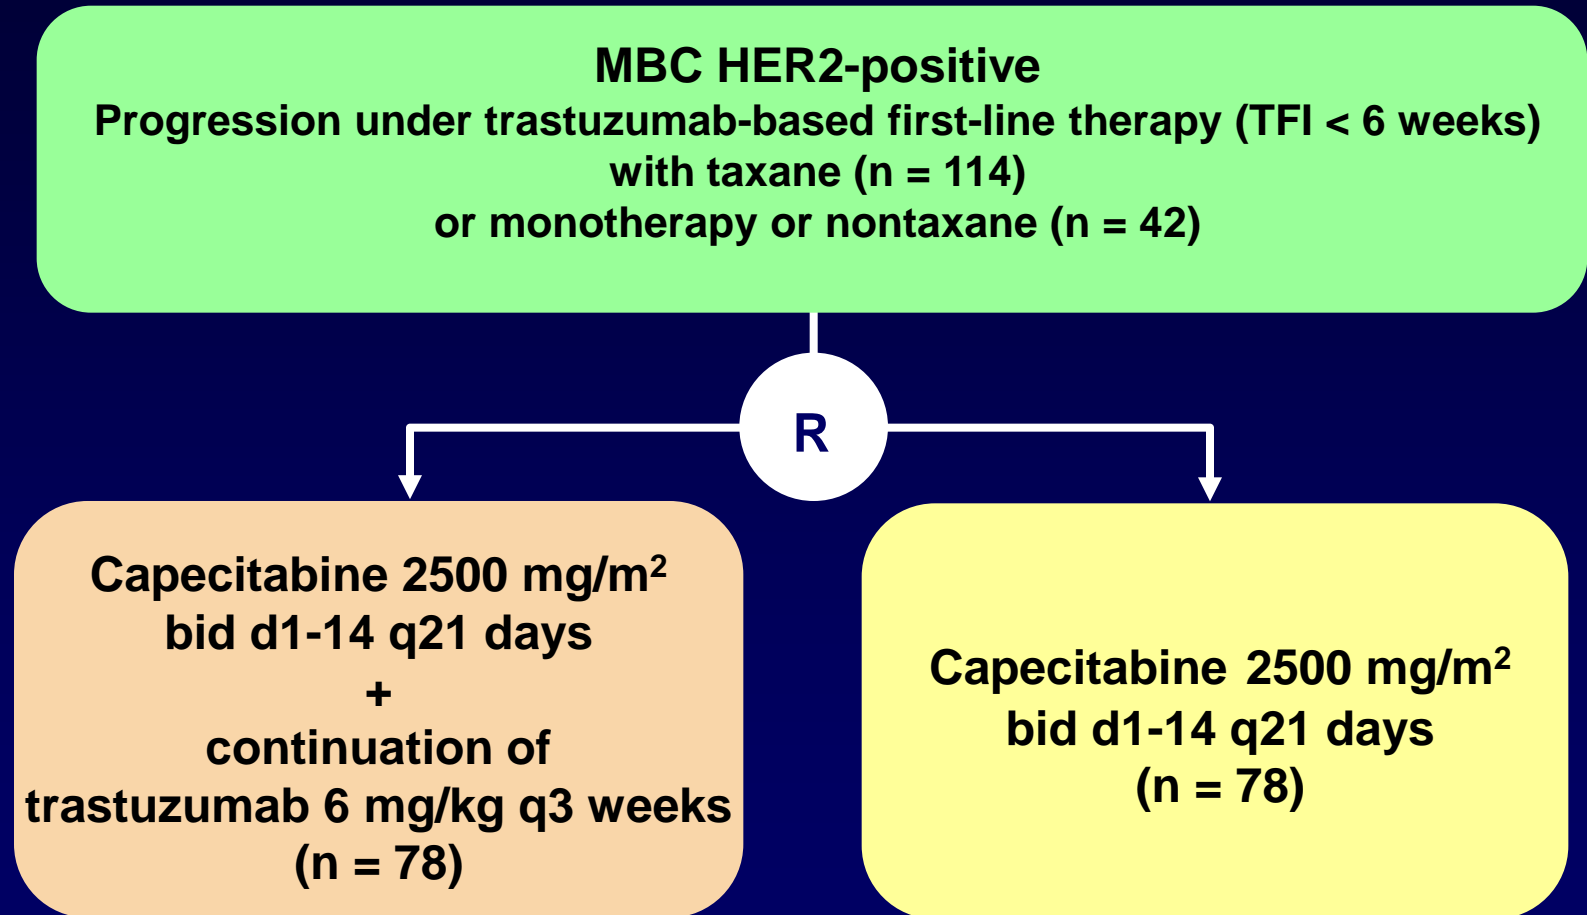 MBC HER2-positive
Progression under trastuzumab-based first-line therapy (TFI < 6 weeks)
with taxane (n = 114)
or monotherapy or nontaxane (n = 42)
R
Capecitabine 2500 mg/m²
bid d1-14 q21 days
+
continuation of
trastuzumab 6 mg/kg q3 weeks
(n = 78)
Capecitabine 2500 mg/m²
bid d1-14 q21 days
(n = 78)